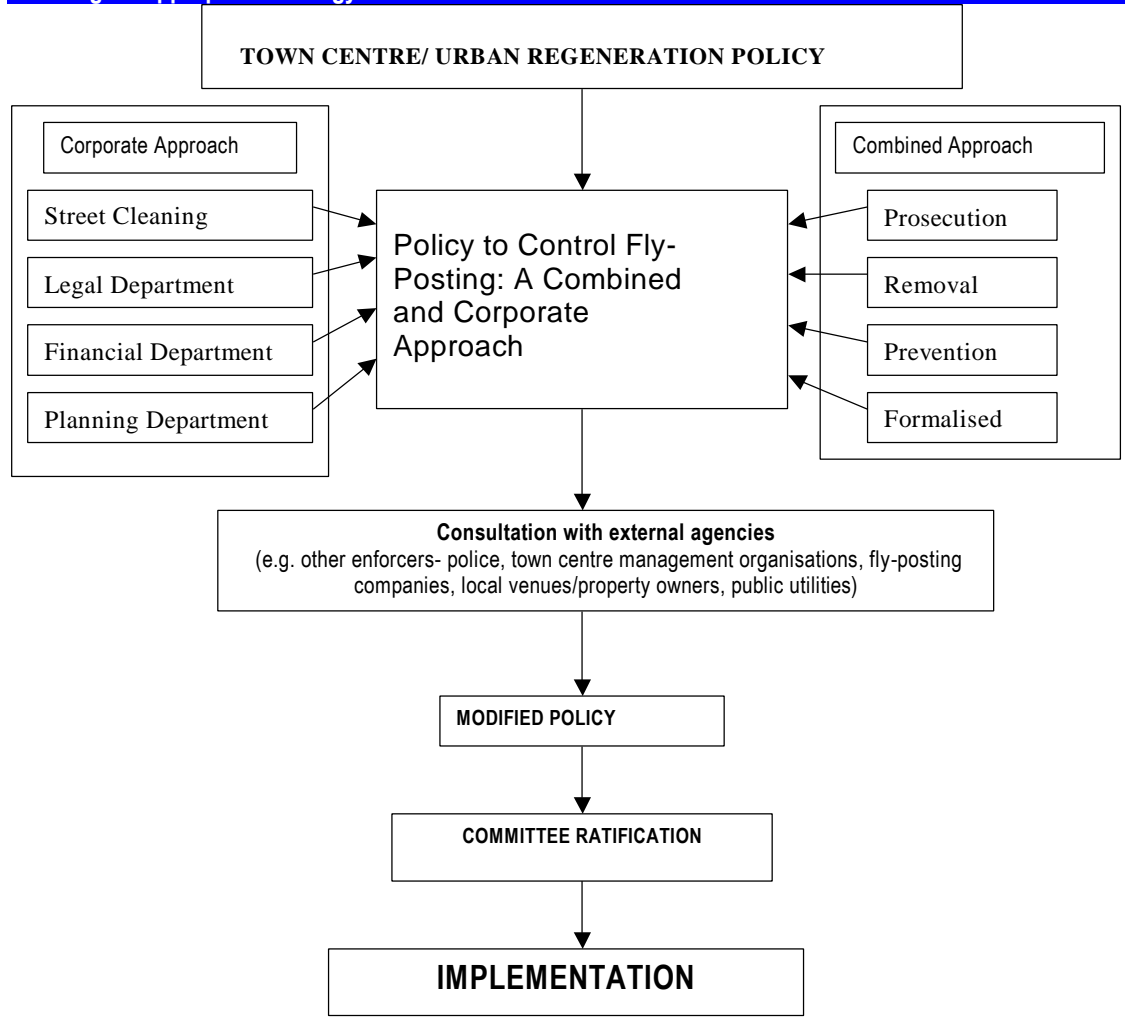 TOWN CENTRE/ URBAN REGENERATION POLICY
Corporate Approach
Street Cleaning
Legal Department
Financial Department
Planning Department
Policy to Control Fly-
Posting: A Combined
and Corporate
Approach
Combined Approach
Prosecution
Removal
Prevention
Formalised
Consultation with external agencies
(e.g. other enforcers- police, town centre management organisations, fly-posting
companies, local venues/property owners, public utilities)
MODIFIED POLICY
COMMITTEE RATIFICATION
IMPLEMENTATION